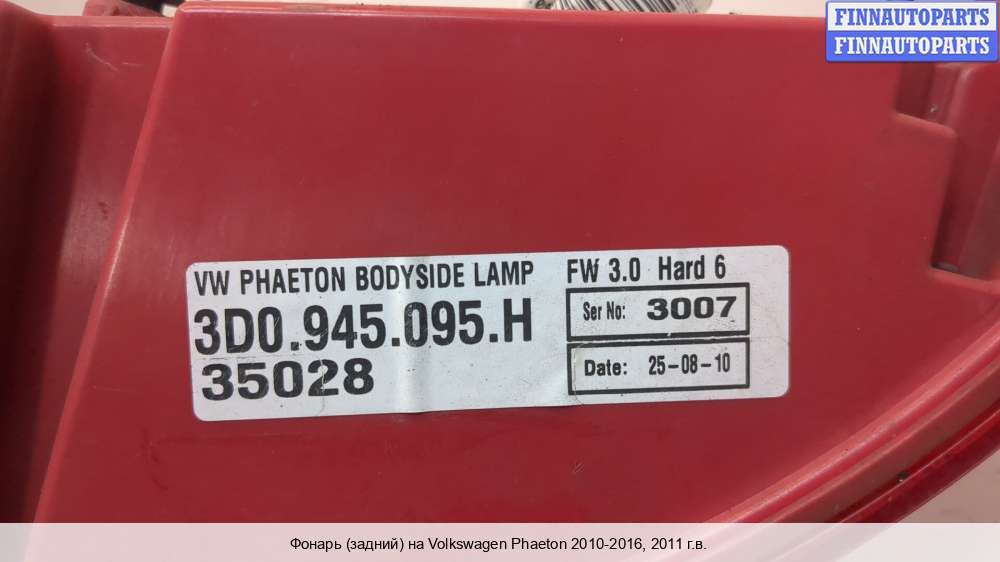 FINNAUTOPARTS
FINNAUTOPARTS
VW PHAETON BODYSIDE LAMP
3D0.945.095.H
35028
FW 3.0 Hard 6
Ser No: 3007
Date: 25-08-10
Фонарь (задний) на Volkswagen Phaeton 2010-2016, 2011 г.в.